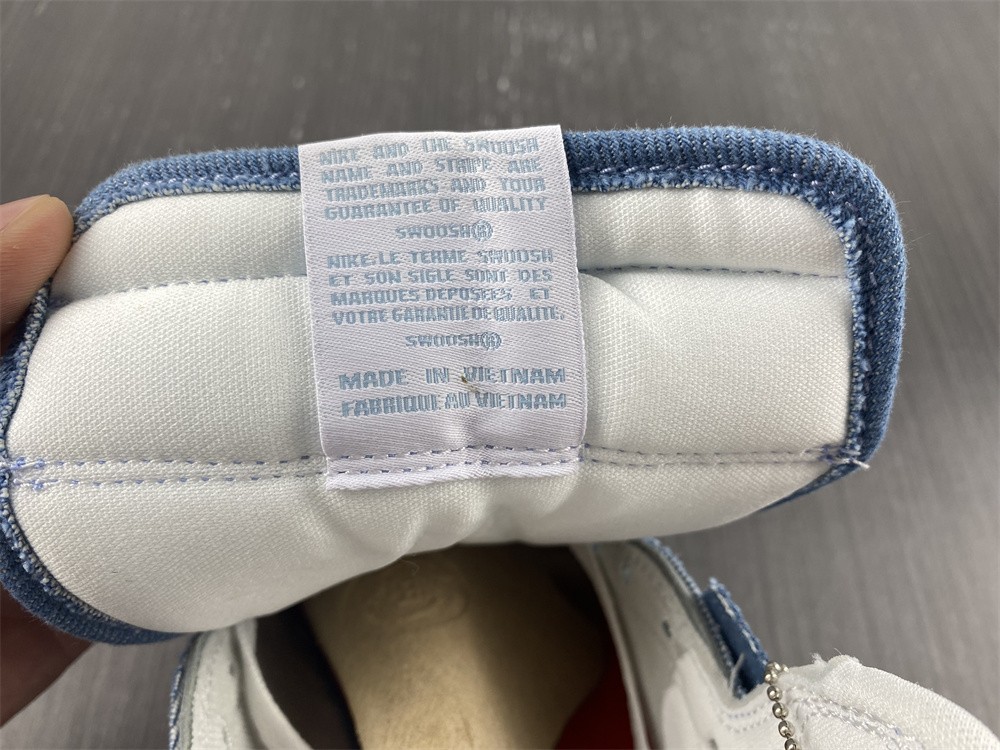 NIKE AND THE SWOOSH
NAME AND STRIPE ARE
TRADEMARKS AND YOUR
GUARANTEE OF QUALITY
SWOOSH®
NIKE-LE TERME SWOOSH
ET SON SIGLE SONT DES
MARQUES DEPOSÉES ET
VOTRE GARANTIE DE QUALITE.
SWOOSH®
MADE IN VIETNAM
FABRIQUE AU VIETNAM